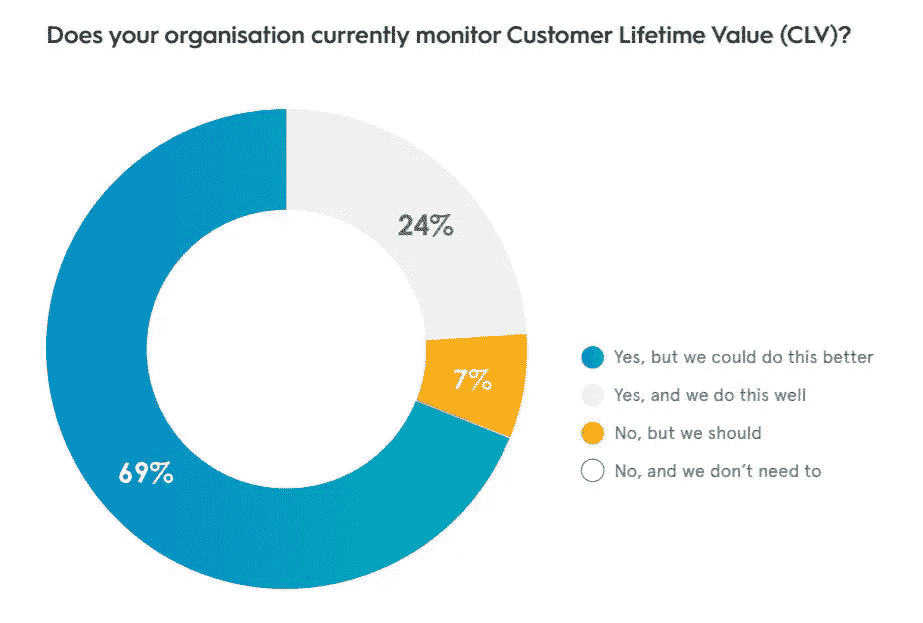 Does your organisation currently monitor Customer Lifetime Value (CLV)?
24%
7%
69%
Yes, but we could do this better
Yes, and we do this well
No, but we should
No, and we don’t need to